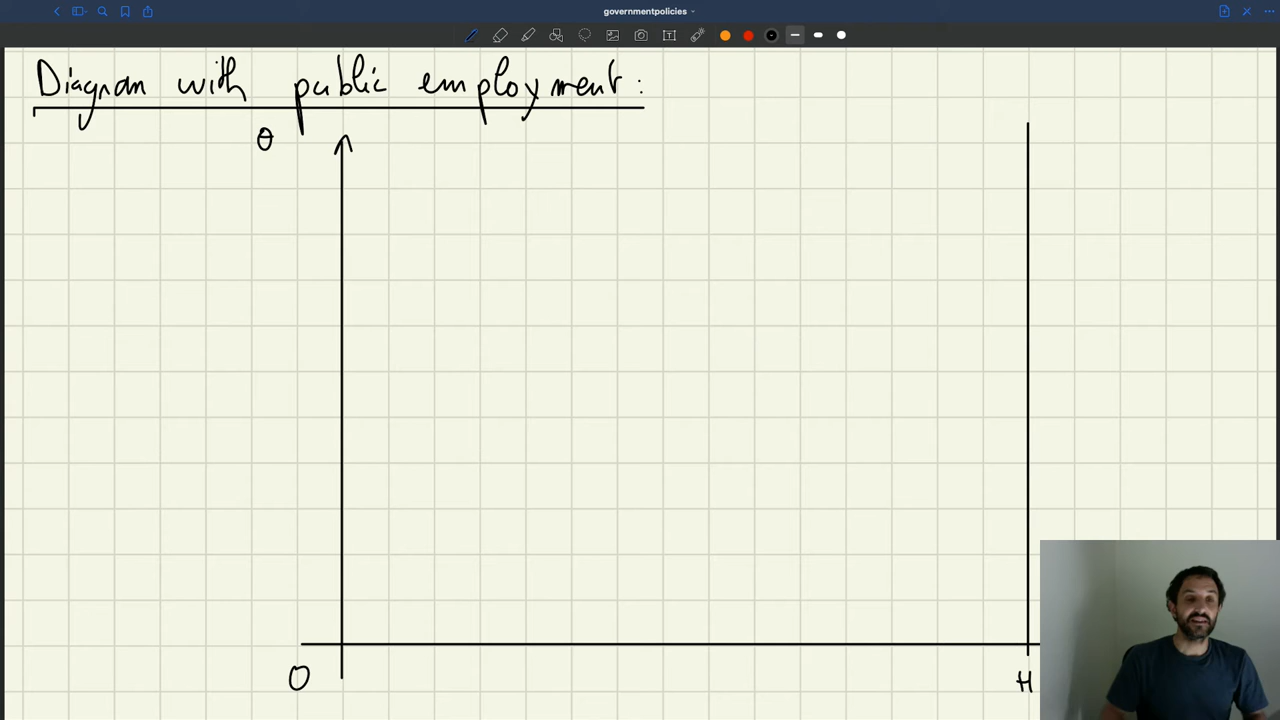 governmentpolicies
Diagram with public employment:
θ
O
H